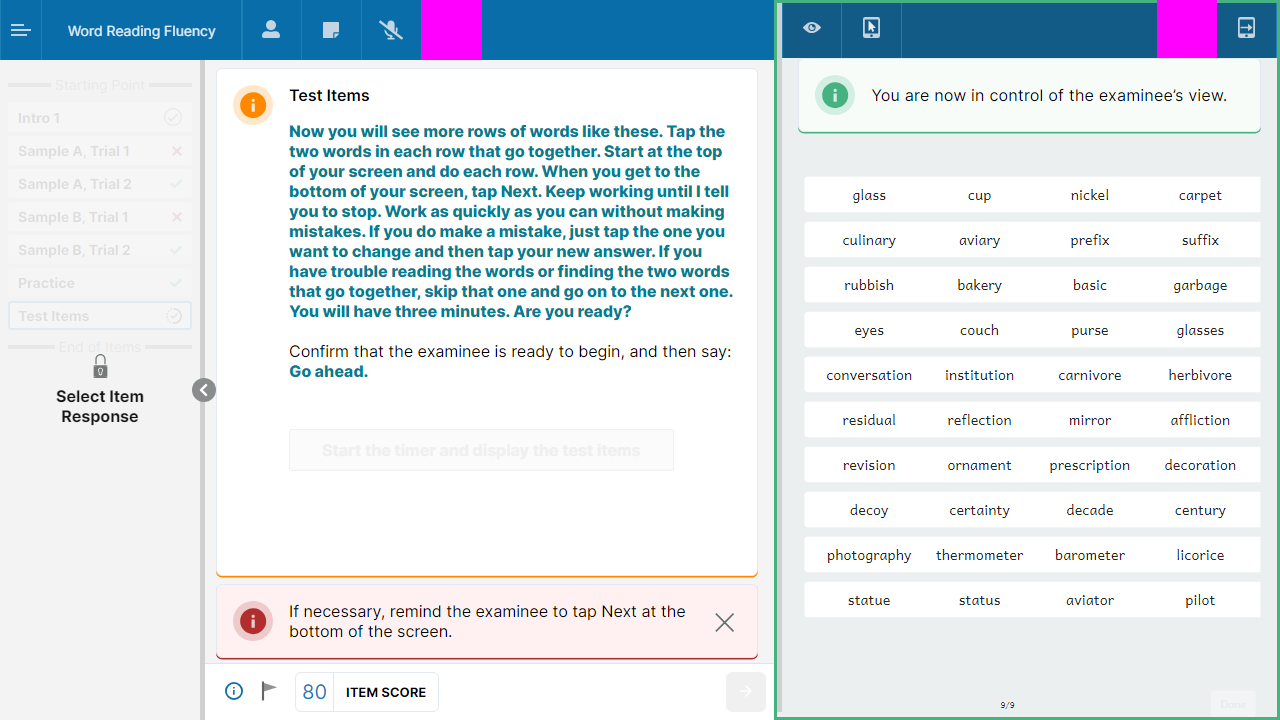 Word Reading Fluency
Starting Point
Intro 1
Sample A, Trial 1
Sample A, Trial 2
Sample B, Trial 1
Sample B, Trial 2
Practice
Test Items
End of Items
Select Item
Response
Test Items
Now you will see more rows of words like these. Tap the
two words in each row that go together. Start at the top
of your screen and do each row. When you get to the
bottom of your screen, tap Next. Keep working until I tell
you to stop. Work as quickly as you can without making
mistakes. If you do make a mistake, just tap the one you
want to change and then tap your new answer. If you
have trouble reading the words or finding the two words
that go together, skip that one and go on to the next one.
You will have three minutes. Are you ready?
Confirm that the examinee is ready to begin, and then say:
Go ahead.
Start the timer and display the test items
If necessary, remind the examinee to tap Next at the
bottom of the screen.
80 ITEM SCORE
You are now in control of the examinee's view.
glass cup nickel carpet
culinary aviary prefix suffix
rubbish bakery basic garbage
eyes couch purse glasses
conversation institution carnivore herbivore
residual reflection mirror affliction
revision ornament prescription decoration
decoy certainty decade century
photography thermometer barometer licorice
statue status aviator pilot
9/9
Done